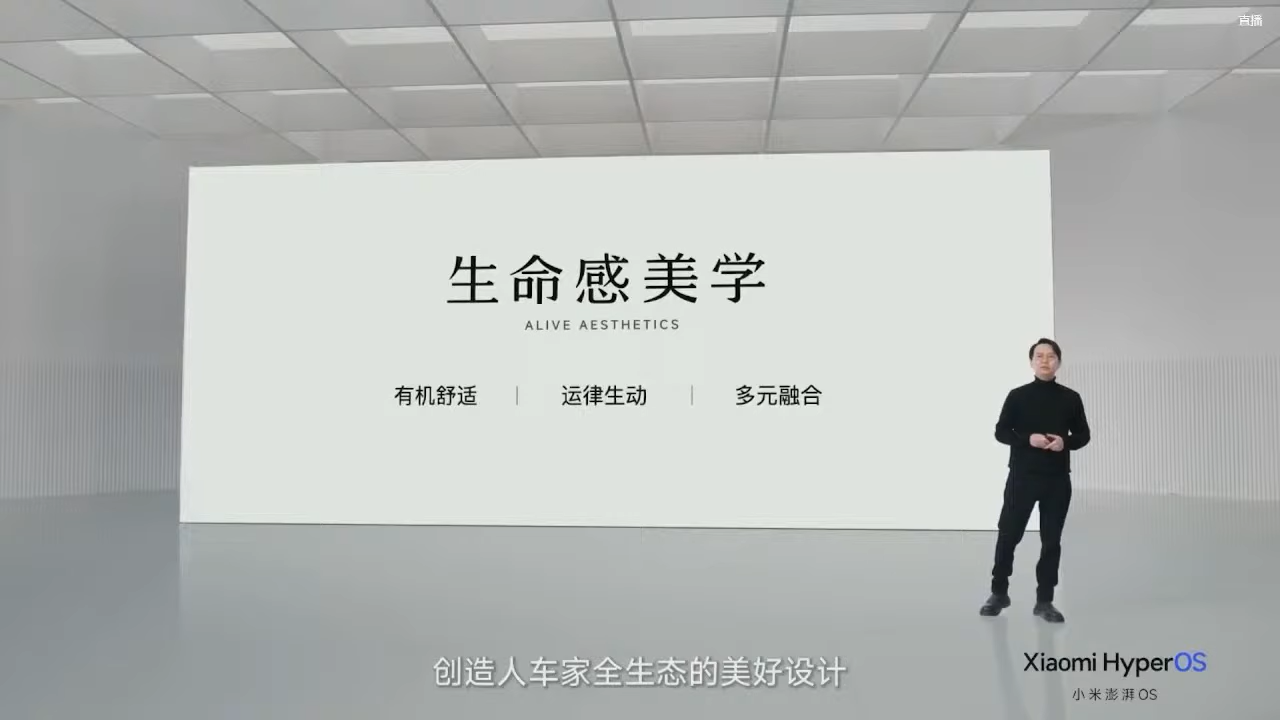 直播
生命感美学
ALIVE AESTHETICS
有机舒适 | 运律生动 | 多元融合
创造人车家全生态的美好设计
Xiaomi HyperOS
小米澎湃OS